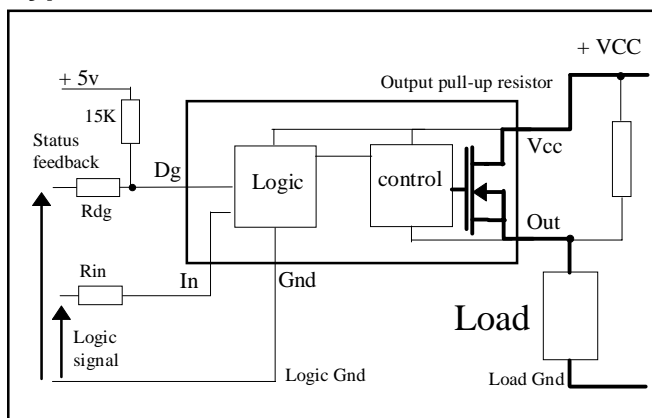 + VCC
+ 5v
Output pull-up resistor
15K
Status
feedback
Vcc
Dg
Logic
control
Rdg
Out
Rin
In
Gnd
Load
Logic
signal
Logic Gnd
Load Gnd